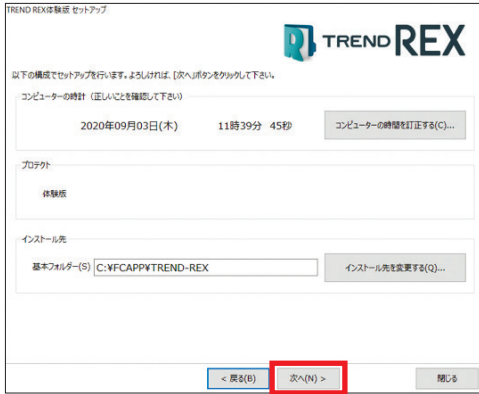 TREND REX体験版 セットアップ
TREND REX
以下の構成でセットアップを行います。よろしければ、[次へ]ボタンをクリックして下さい。
コンピューターの時計（正しいことを確認して下さい）
2020年09月03日(木) 11時39分 45秒 コンピューターの時間を訂正する(C)...
プロテクト
体験版
インストール先
基本フォルダー(S) C:¥FCAPP¥TREND-REX インストール先を変更する(Q)...
< 戻る(B) 次へ(N) > 閉じる